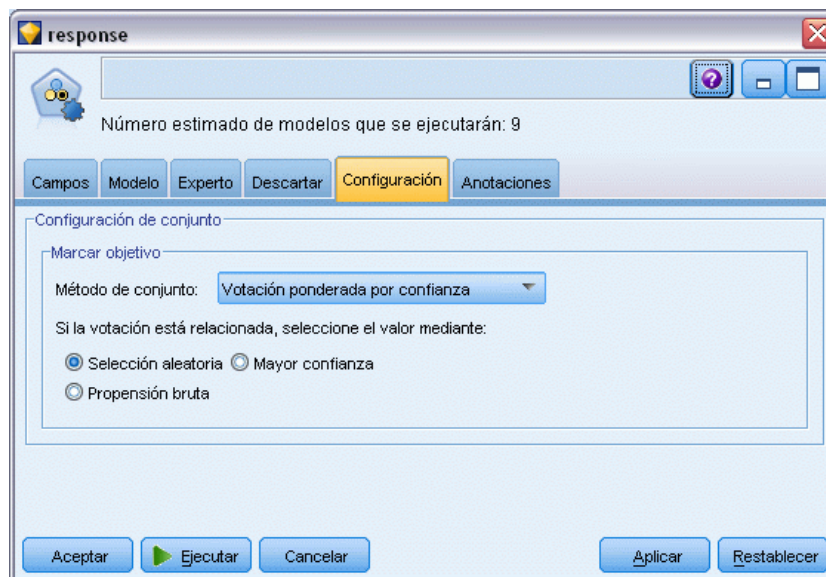 response
Número estimado de modelos que se ejecutarán: 9
Campos Modelo Experto Descartar Configuración Anotaciones
Configuración de conjunto
Marcar objetivo
Método de conjunto: Votación ponderada por confianza
Si la votación está relacionada, seleccione el valor mediante:
Selección aleatoria Mayor confianza
Propensión bruta
Aceptar Ejecutar Cancelar Aplicar Restablecer